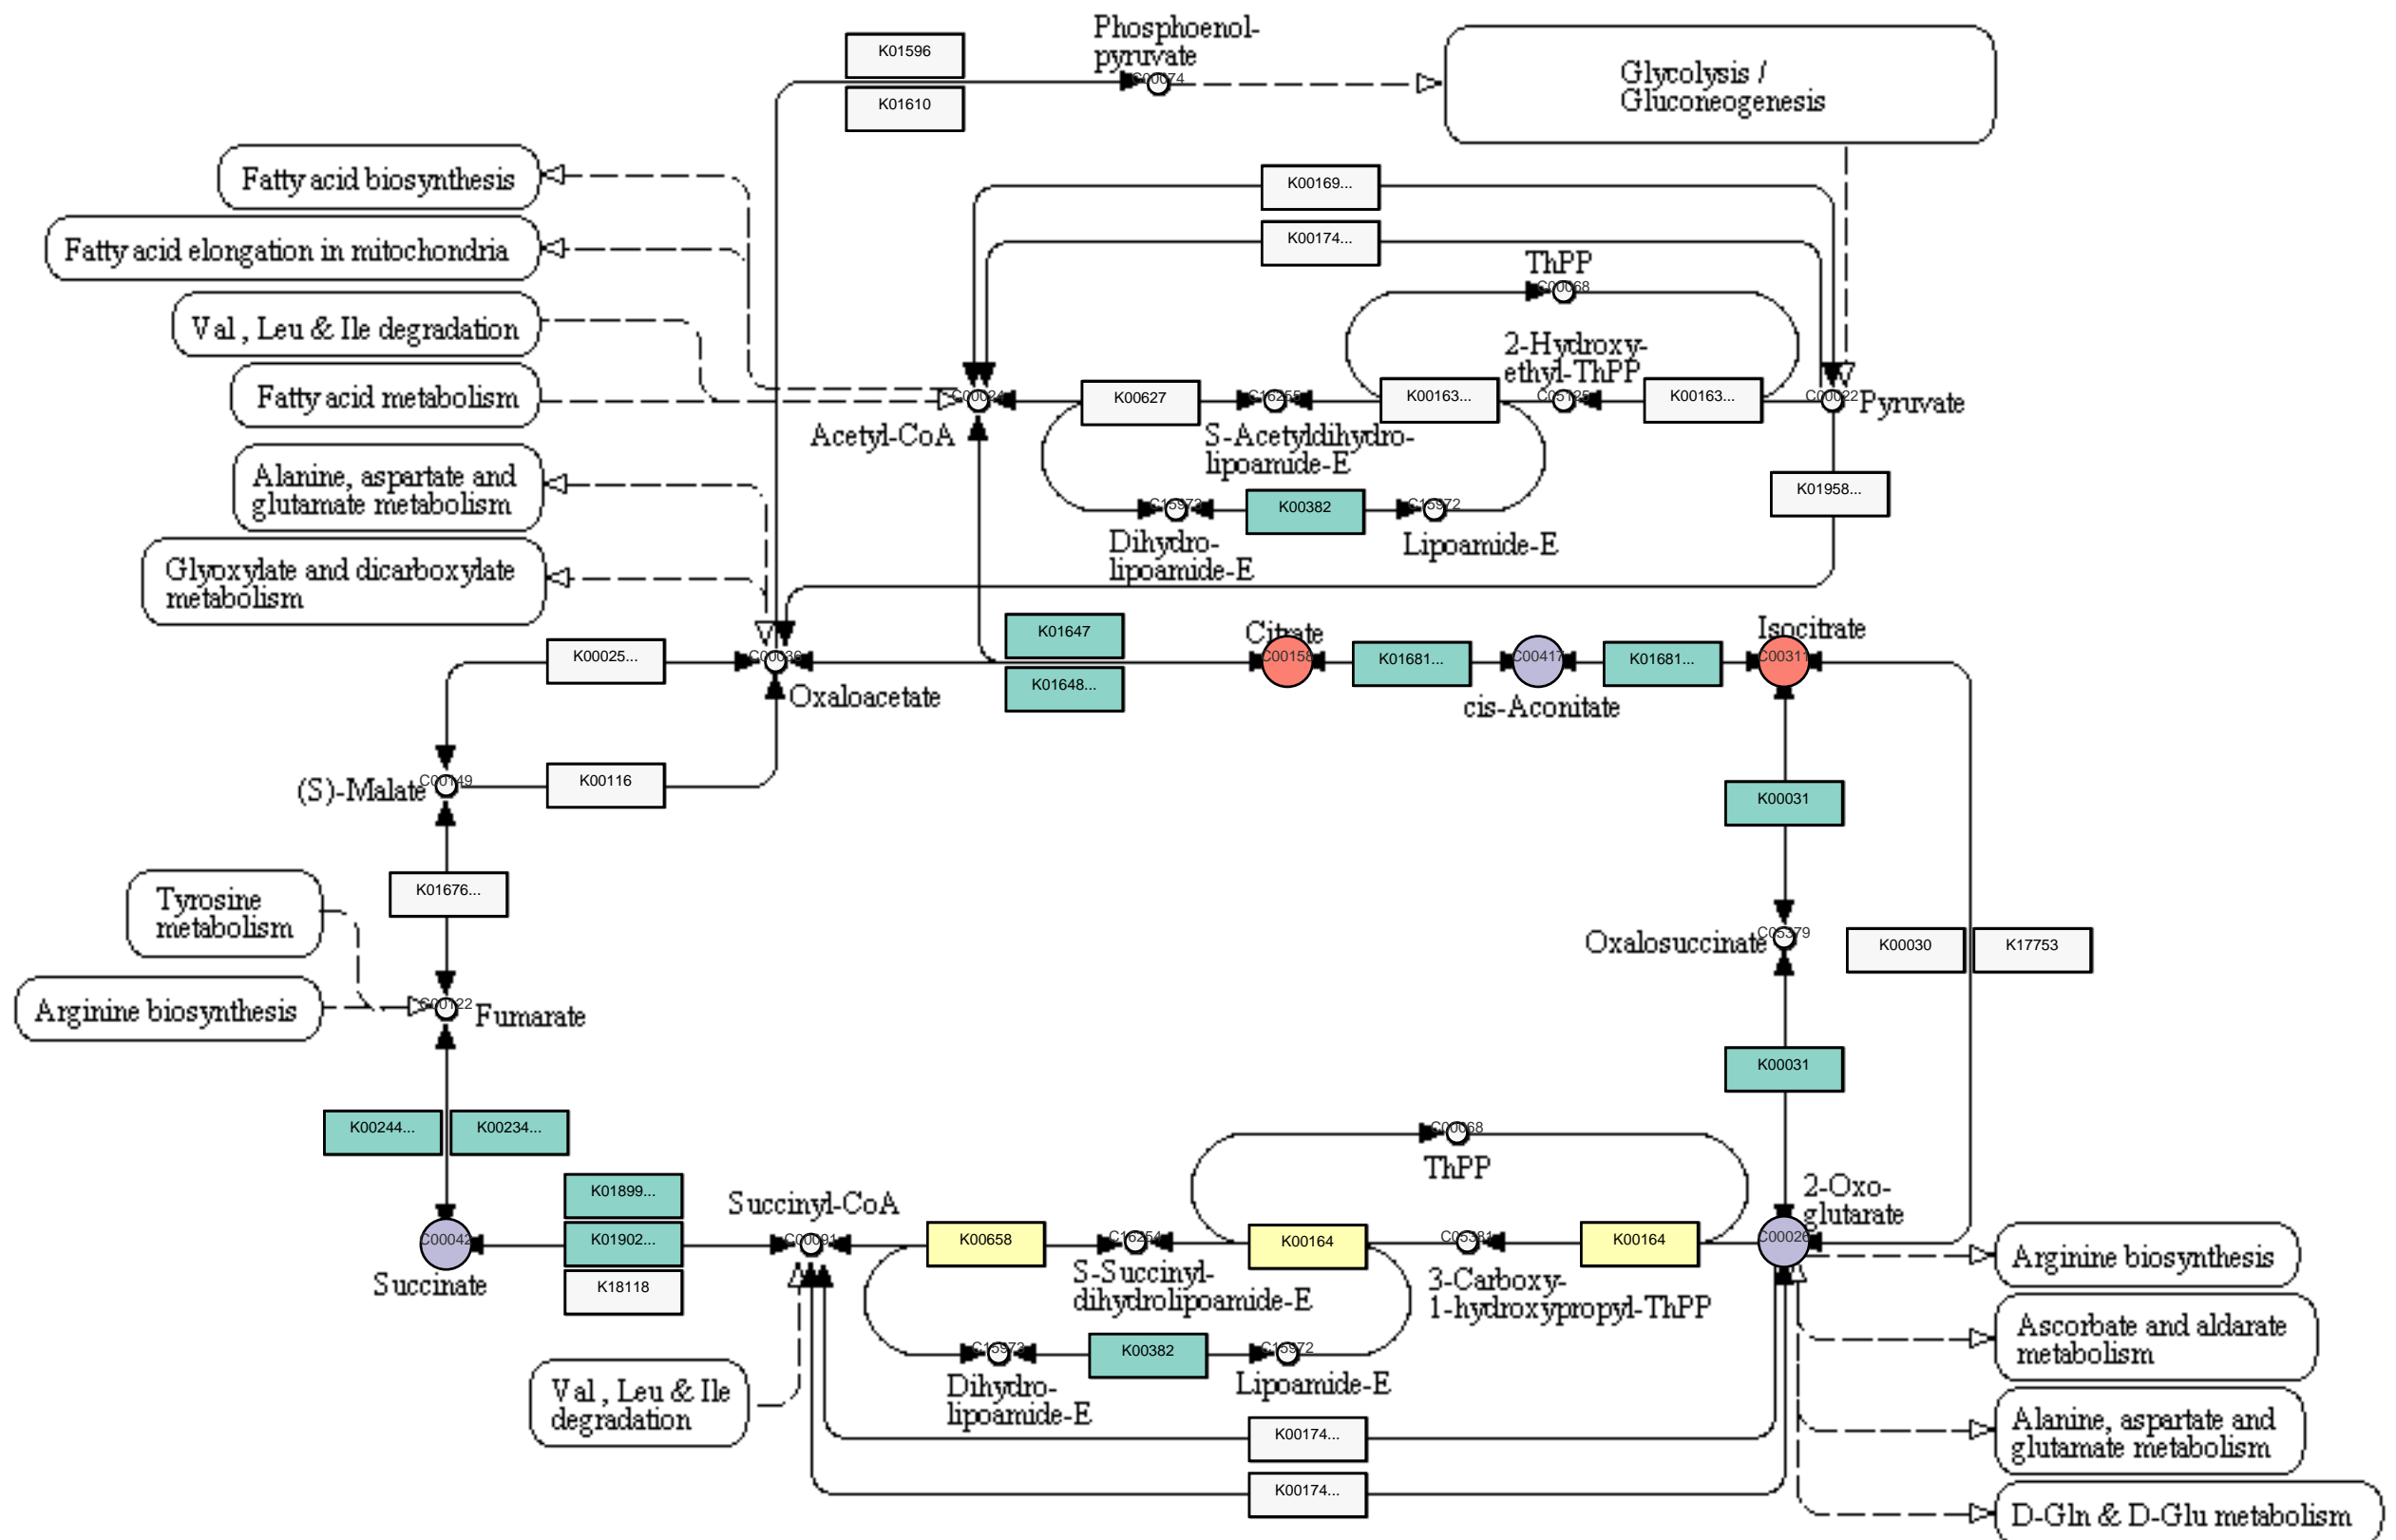 Phosphoenol-
pyruvate
K01596
C00074
K01610
Glycolysis /
Gluconeogenesis
Fatty acid biosynthesis
K00169...
Fatty acid elongation in mitochondria
K00174...
ThPP
C00068
Val , Leu & Ile degradation
2-Hydroxy-
ethyl-ThPP
Fatty acid metabolism
C00024
K00627
C16255
K00163...
C05125
K00163...
C00022
Pyruvate
Acetyl-CoA
S-Acetyldihydro-
lipoamide-E
Alanine, aspartate and
glutamate metabolism
C15973
K00382
C15972
K01958...
Dihydro-
lipoamide-E
Lipoamide-E
Glyoxylate and dicarboxylate
metabolism
K01647
Citrate
Isocitrate
K00025...
C00036
C00158
K01681...
C00417
K01681...
C00311
K01648...
Oxaloacetate
cis-Aconitate
(S)-Malate
C00149
K00116
K00031
K01676...
Tyrosine
metabolism
Oxalosuccinate
C05379
K00030
K17753
Arginine biosynthesis
C00122
Fumarate
K00031
K00244...
K00234...
C00068
ThPP
K01899...
Succinyl-CoA
2-Oxo-
glutarate
C00042
K01902...
C00091
K00658
C16254
K00164
C05381
K00164
C00026
Arginine biosynthesis
Succinate
K18118
S-Succinyl-
dihydrolipoamide-E
3-Carboxy-
1-hydroxypropyl-ThPP
Ascorbate and aldarate
metabolism
C15973
K00382
C15972
Val , Leu & Ile
degradation
Dihydro-
lipoamide-E
Lipoamide-E
K00174...
Alanine, aspartate and
glutamate metabolism
K00174...
D-Gln & D-Glu metabolism